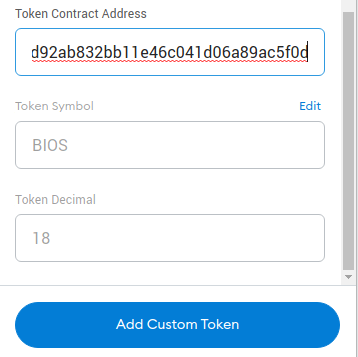 Token Contract Address
d92ab832bb11e46c041d06a89ac5f0d
Token Symbol
Edit
BIOS
Token Decimal
18
Add Custom Token